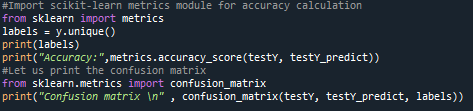 #Import scikit-learn metrics module for accuracy calculation
from sklearn import metrics
labels = y.unique()
print(labels)
print("Accuracy:",metrics.accuracy_score(testY, testY_predict))
#Let us print the confusion matrix
from sklearn.metrics import confusion_matrix
print("Confusion matrix \n" , confusion_matrix(testY, testY_predict, labels))